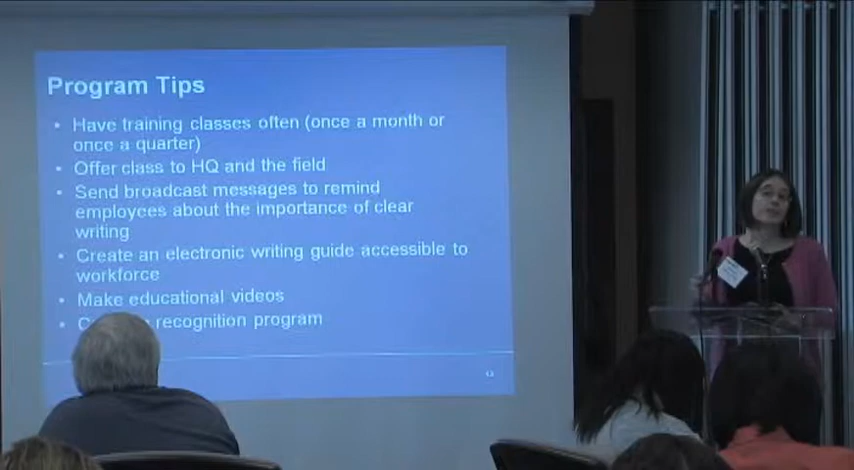 Program Tips
• Have training classes often (once a month or
once a quarter)
• Offer class to HQ and the field
• Send broadcast messages to remind
employees about the importance of clear
writing
• Create an electronic writing guide accessible to
workforce
• Make educational videos
• recognition program